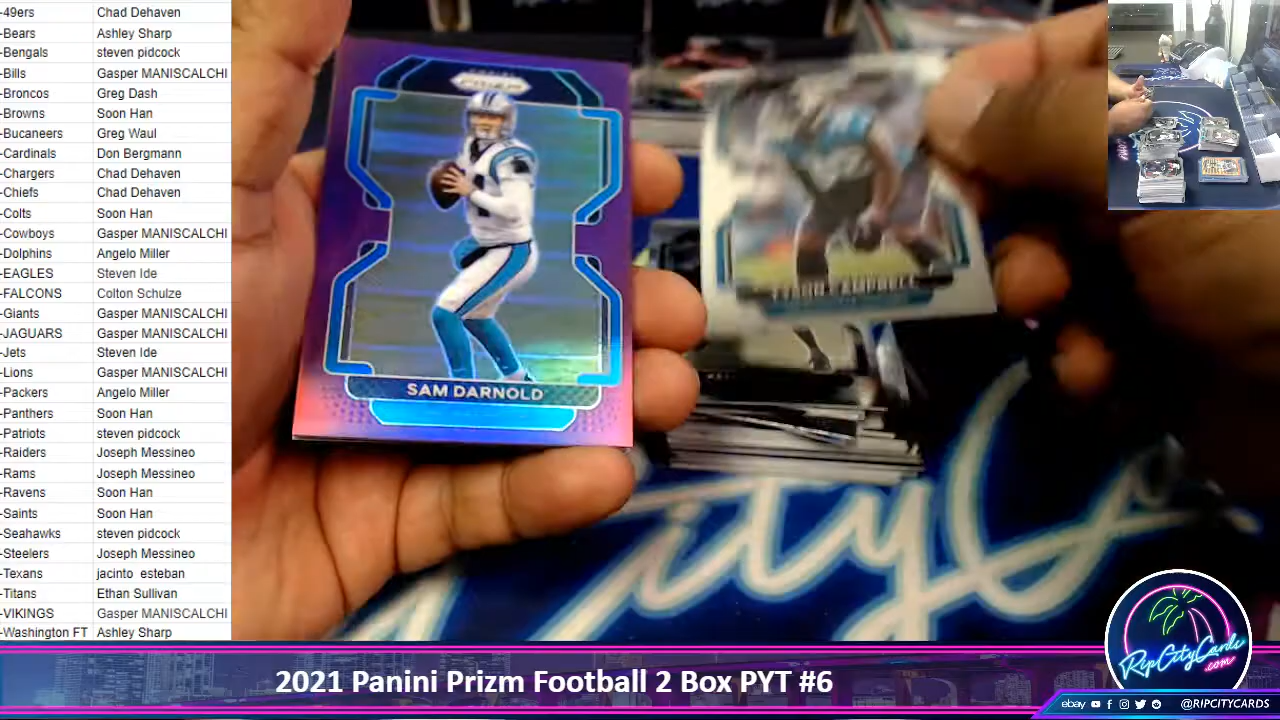 -49ers Chad Dehaven
-Bears Ashley Sharp
-Bengals steven pidcock
-Bills Gasper MANISCALCHI
-Broncos Greg Dash
-Browns Soon Han
-Bucaneers Greg Waul
-Cardinals Don Bergmann
-Chargers Chad Dehaven
-Chiefs Chad Dehaven
-Colts Soon Han
-Cowboys Gasper MANISCALCHI
-Dolphins Angelo Miller
-EAGLES Steven Ide
-FALCONS Colton Schulze
-Giants Gasper MANISCALCHI
-JAGUARS Gasper MANISCALCHI
-Jets Steven Ide
-Lions Gasper MANISCALCHI
-Packers Angelo Miller
-Panthers Soon Han
-Patriots steven pidcock
-Raiders Joseph Messineo
-Rams Joseph Messineo
-Ravens Soon Han
-Saints Soon Han
-Seahawks steven pidcock
-Steelers Joseph Messineo
-Texans jacinto esteban
-Titans Ethan Sullivan
-VIKINGS Gasper MANISCALCHI
-Washington FT Ashley Sharp
PRIZM
SAM DARNOLD
CAMPBELL
ityC
RipCityCards
.com
2021 Panini Prizm Football 2 Box PYT #6
ebay @RIPCITYCARDS